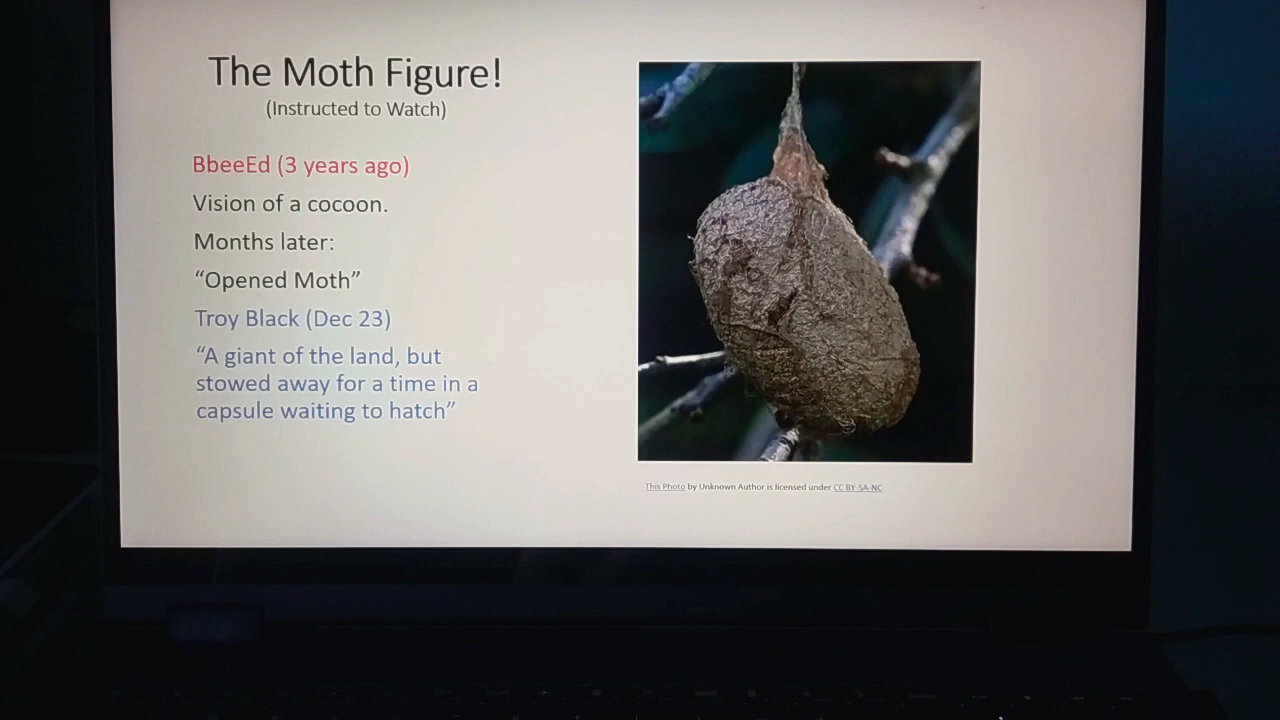 The Moth Figure!
(Instructed to Watch)
BbeeEd (3 years ago)
Vision of a cocoon.
Months later:
“Opened Moth”
Troy Black (Dec 23)
“A giant of the land, but
stowed away for a time in a
capsule waiting to hatch”
This Photo by Unknown Author is licensed under CC BY-SA-NC